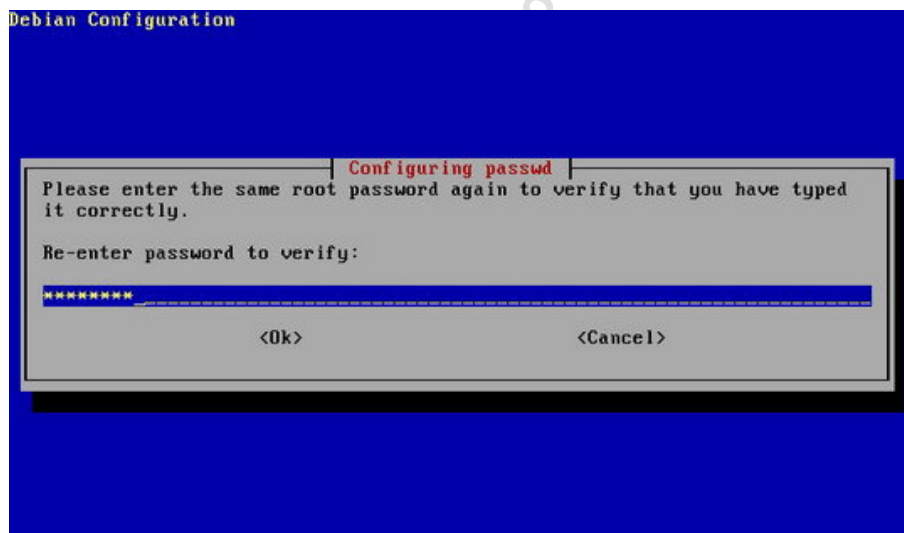 Debian Configuration
Configuring passwd
Please enter the same root password again to verify that you have typed
it correctly.
Re-enter password to verify:
********
<Ok> <Cancel>